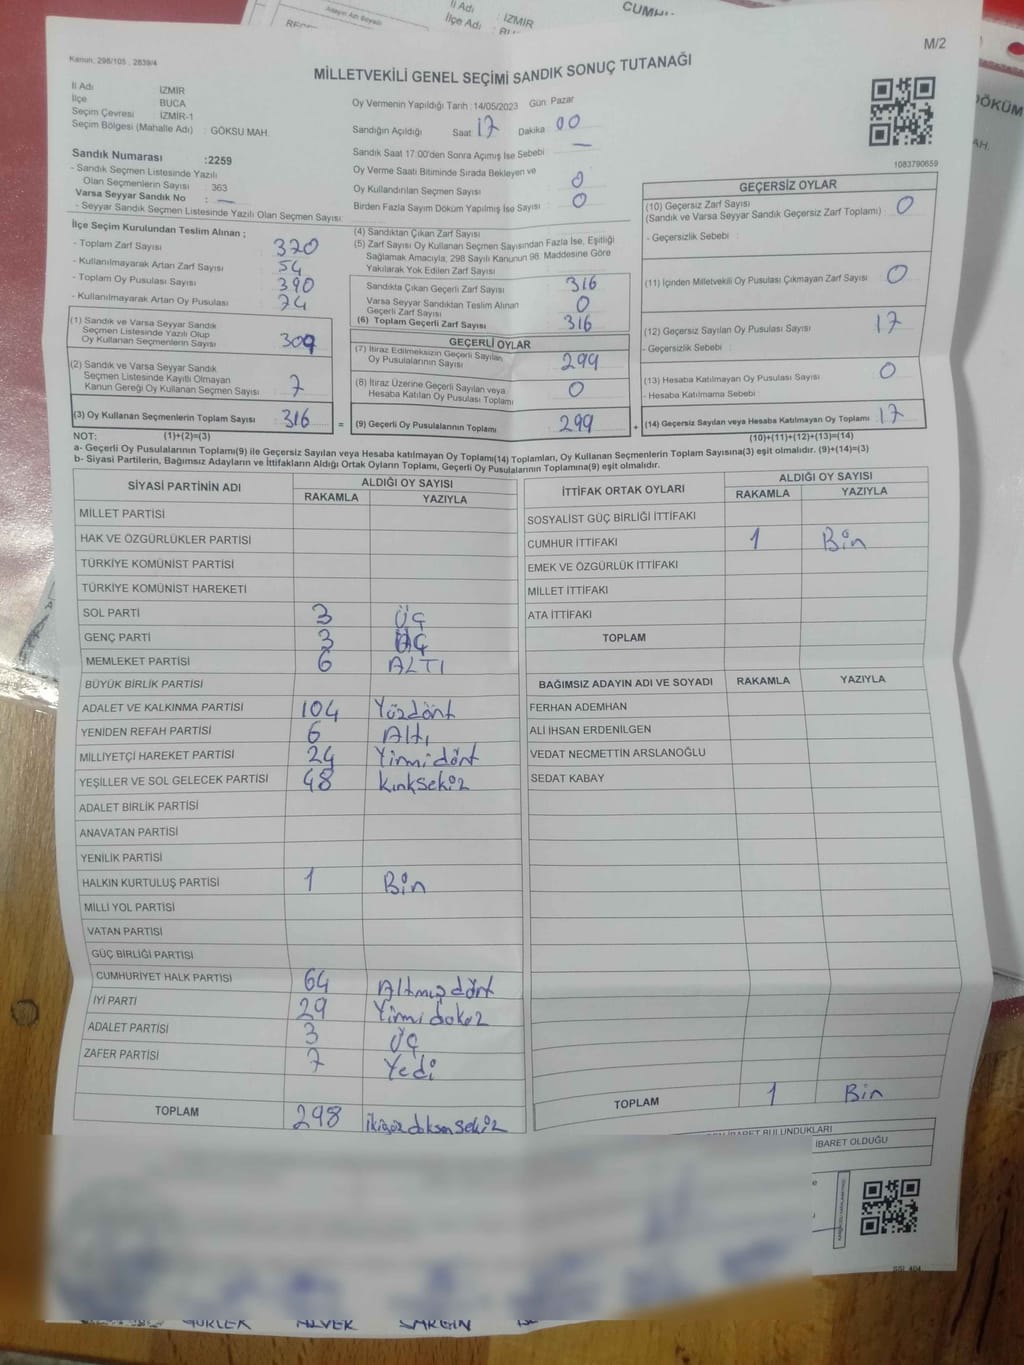 İl Adı : İZMİR
İlçe Adı
CUMH
M/2
Kanun, 298/105 , 2839/4
MİLLETVEKİLİ GENEL SEÇİMİ SANDIK SONUÇ TUTANAĞI
İl Adı : İZMİR
İlçe : BUCA
Seçim Çevresi : İZMİR-1
Seçim Bölgesi (Mahalle Adı) : GÖKSU MAH.
Oy Vermenin Yapıldığı Tarih : 14/05/2023 Gün Pazar
Sandığın Açıldığı Saat 17 Dakika 00
Sandık Saat 17:00'den Sonra Açımış İse Sebebi : —
Oy Verme Saati Bitiminde Sırada Bekleyen ve
Oy Kullandırılan Seçmen Sayısı : 0
Birden Fazla Sayım Döküm Yapılmış İse Sayısı : 0
Sandık Numarası :2259
- Sandık Seçmen Listesinde Yazılı
Olan Seçmenlerin Sayısı : 363
Varsa Seyyar Sandık No : —
- Seyyar Sandık Seçmen Listesinde Yazılı Olan Seçmen Sayısı:
1083790659
DÖKÜM
AH.
İlçe Seçim Kurulundan Teslim Alınan ;
- Toplam Zarf Sayısı 320
- Kullanılmayarak Artan Zarf Sayısı 54
- Toplam Oy Pusulası Sayısı 390
- Kullanılmayarak Artan Oy Pusulası 74
(1) Sandık ve Varsa Seyyar Sandık
Seçmen Listesinde Yazılı Olup
Oy Kullanan Seçmenlerin Sayısı 309
(2) Sandık ve Varsa Seyyar Sandık
Seçmen Listesinde Kayıtlı Olmayan
Kanun Gereği Oy Kullanan Seçmen Sayısı 7
(3) Oy Kullanan Seçmenlerin Toplam Sayısı 316
(1)+(2)=(3)
(4) Sandıktan Çıkan Zarf Sayısı
(5) Zarf Sayısı Oy Kullanan Seçmen Sayısından Fazla İse, Eşitliği
Sağlamak Amacıyla, 298 Sayılı Kanunun 98. Maddesine Göre
Yakılarak Yok Edilen Zarf Sayısı
Sandıkta Çıkan Geçerli Zarf Sayısı 316
Varsa Seyyar Sandıktan Teslim Alınan
Geçerli Zarf Sayısı 0
(6) Toplam Geçerli Zarf Sayısı 316
GEÇERLİ OYLAR
(7) İtiraz Edilmeksizin Geçerli Sayılan
Oy Pusulalarının Sayısı 299
(8) İtiraz Üzerine Geçerli Sayılan veya
Hesaba Katılan Oy Pusulası Toplamı 0
= (9) Geçerli Oy Pusulalarının Toplamı 299 +
GEÇERSİZ OYLAR
(10) Geçersiz Zarf Sayısı
(Sandık ve Varsa Seyyar Sandık Geçersiz Zarf Toplamı) : 0
- Geçersizlik Sebebi :
(11) İçinden Milletvekili Oy Pusulası Çıkmayan Zarf Sayısı 0
(12) Geçersiz Sayılan Oy Pusulası Sayısı 17
- Geçersizlik Sebebi :
(13) Hesaba Katılmayan Oy Pusulası Sayısı 0
- Hesaba Katılmama Sebebi :
(14) Geçersiz Sayılan veya Hesaba Katılmayan Oy Toplamı 17
(10)+(11)+(12)+(13)=(14)
NOT:
a- Geçerli Oy Pusulalarının Toplamı(9) ile Geçersiz Sayılan veya Hesaba Katılmayan Oy Toplamı(14) Toplamları, Oy Kullanan Seçmenlerin Toplam Sayısına(3) eşit olmalıdır. (9)+(14)=(3)
b- Siyasi Partilerin, Bağımsız Adayların ve İttifakların Aldığı Ortak Oyların Toplamı, Geçerli Oy Pusulalarının Toplamına(9) eşit olmalıdır.
SİYASİ PARTİNİN ADI ALDIĞI OY SAYISI
RAKAMLA YAZIYLA
MİLLET PARTİSİ
HAK VE ÖZGÜRLÜKLER PARTİSİ
TÜRKİYE KOMÜNİST PARTİSİ
TÜRKİYE KOMÜNİST HAREKETİ
SOL PARTİ 3 ÜÇ
GENÇ PARTİ 3 ÜÇ
MEMLEKET PARTİSİ 6 ALTI
BÜYÜK BİRLİK PARTİSİ
ADALET VE KALKINMA PARTİSİ 104 Yüzdört
YENİDEN REFAH PARTİSİ 6 Altı
MİLLİYETÇİ HAREKET PARTİSİ 24 Yirmidört
YEŞİLLER VE SOL GELECEK PARTİSİ 48 Kırksekiz
ADALET BİRLİK PARTİSİ
ANAVATAN PARTİSİ
YENİLİK PARTİSİ
HALKIN KURTULUŞ PARTİSİ 1 Bir
MİLLİ YOL PARTİSİ
VATAN PARTİSİ
GÜÇ BİRLİĞİ PARTİSİ
CUMHURİYET HALK PARTİSİ 64 Altmışdört
İYİ PARTİ 29 Yirmidokuz
ADALET PARTİSİ 3 Üç
ZAFER PARTİSİ 7 Yedi
TOPLAM 298 ikiyüzdoksansekiz
İTTİFAK ORTAK OYLARI ALDIĞI OY SAYISI
RAKAMLA YAZIYLA
SOSYALİST GÜÇ BİRLİĞİ İTTİFAKI
CUMHUR İTTİFAKI 1 Bir
EMEK VE ÖZGÜRLÜK İTTİFAKI
MİLLET İTTİFAKI
ATA İTTİFAKI
TOPLAM
BAĞIMSIZ ADAYIN ADI VE SOYADI RAKAMLA YAZIYLA
FERHAN ADEMHAN
ALİ İHSAN ERDENİLGEN
VEDAT NECMETTİN ARSLANOĞLU
SEDAT KABAY
TOPLAM 1 Bir
İBARET BULUNDUKLARI
İBARET OLDUĞU